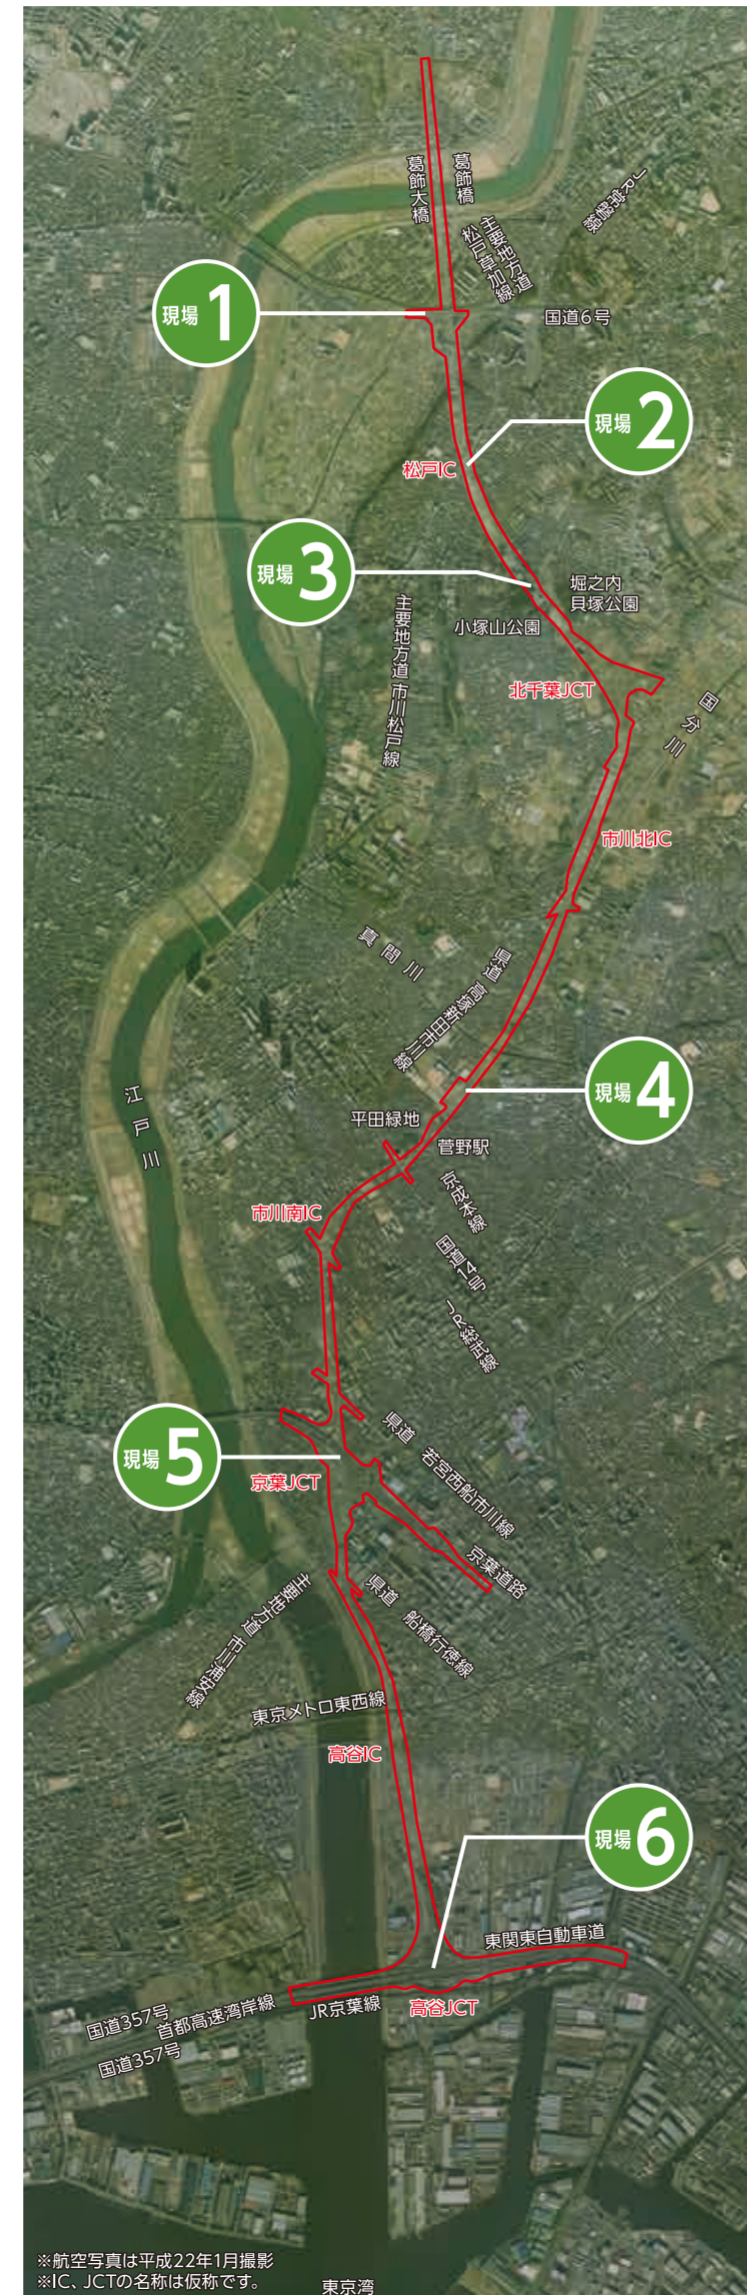 葛飾大橋
葛飾橋
主要地方道
松戸草加線
JR常磐線
現場1
国道6号
現場2
松戸IC
現場3
堀之内
貝塚公園
小塚山公園
主要地方道 市川松戸線
北千葉JCT
国分川
市川北IC
真間川
県道 高塚新田市川線
現場4
平田緑地
菅野駅
江戸川
京成本線
市川南IC
国道14号
JR総武線
現場5
県道 若宮西船市川線
京葉JCT
京葉道路
主要地方道 市川浦安線
県道 船橋行徳線
東京メトロ東西線
高谷IC
現場6
東関東自動車道
国道357号
首都高速湾岸線
JR京葉線
高谷JCT
国道357号
※航空写真は平成22年1月撮影
※IC、JCTの名称は仮称です。
東京湾